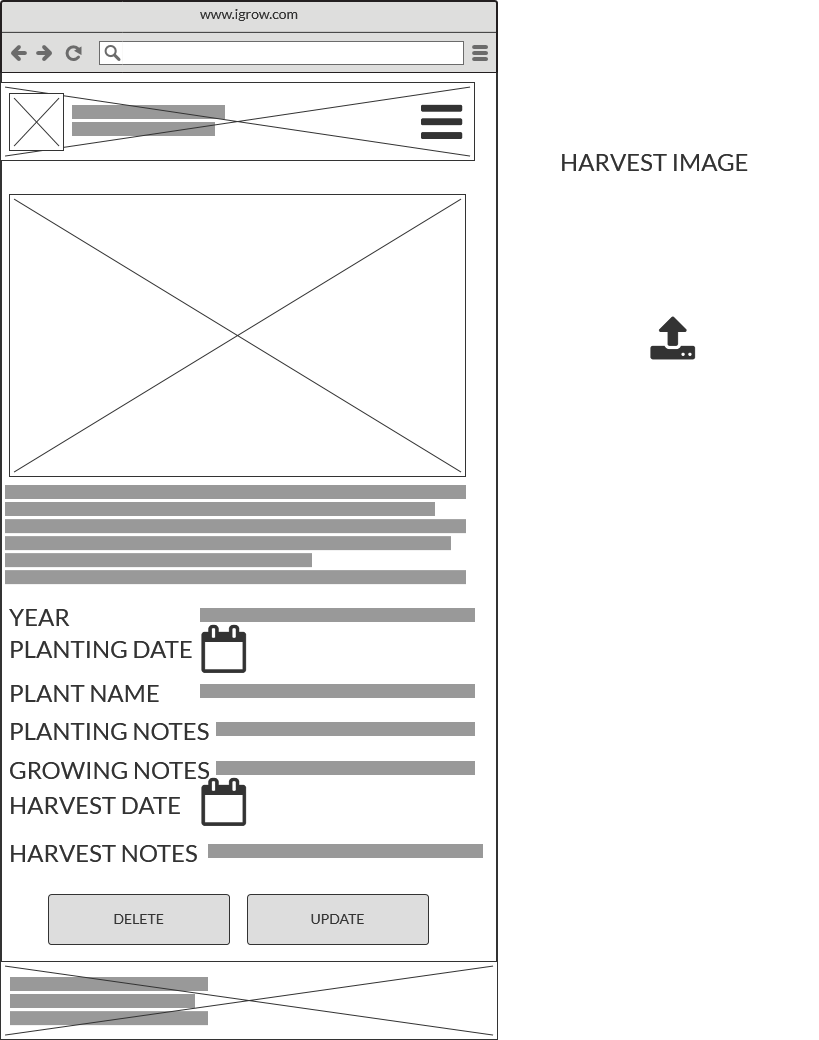 www.igrow.com
HARVEST IMAGE
YEAR
PLANTING DATE
PLANT NAME
PLANTING NOTES
GROWING NOTES
HARVEST DATE
HARVEST NOTES
DELETE
UPDATE